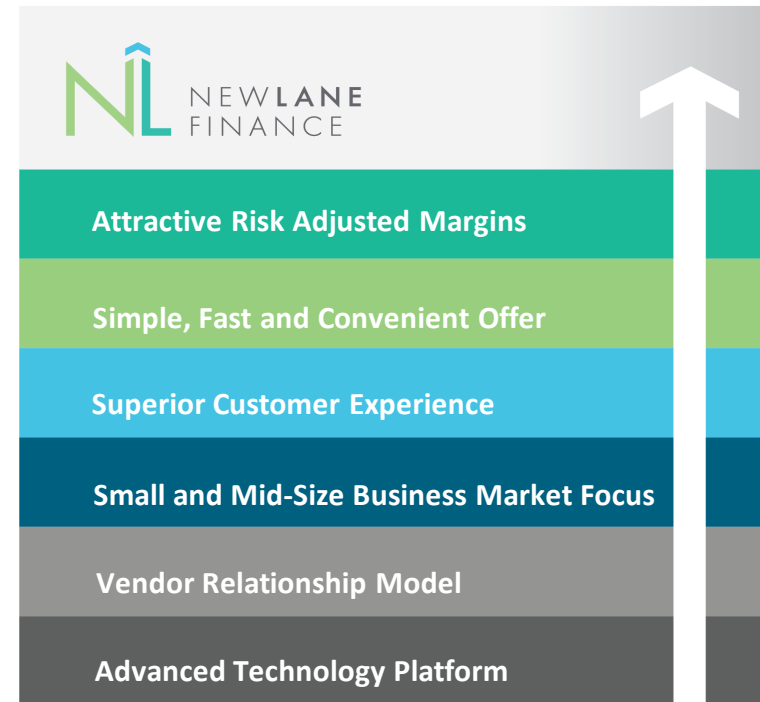 NL
NEWLANE
FINANCE
Attractive Risk Adjusted Margins
Simple, Fast and Convenient Offer
Superior Customer Experience
Small and Mid-Size Business Market Focus
Vendor Relationship Model
Advanced Technology Platform